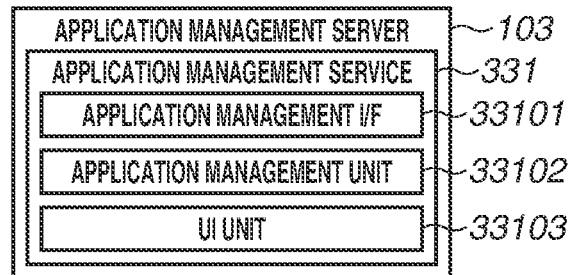 APPLICATION MANAGEMENT SERVER 103
APPLICATION MANAGEMENT SERVICE 331
APPLICATION MANAGEMENT I/F 33101
APPLICATION MANAGEMENT UNIT 33102
UI UNIT 33103